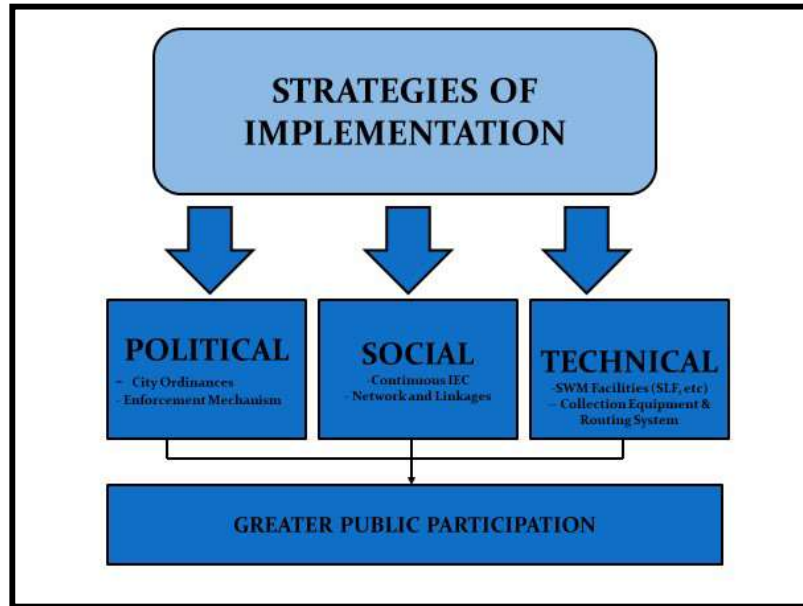 STRATEGIES OF
IMPLEMENTATION
POLITICAL
– City Ordinances
- Enforcement Mechanism
SOCIAL
-Continuous IEC
- Network and Linkages
TECHNICAL
-SWM Facilities (SLF, etc)
– Collection Equipment &
Routing System
GREATER PUBLIC PARTICIPATION